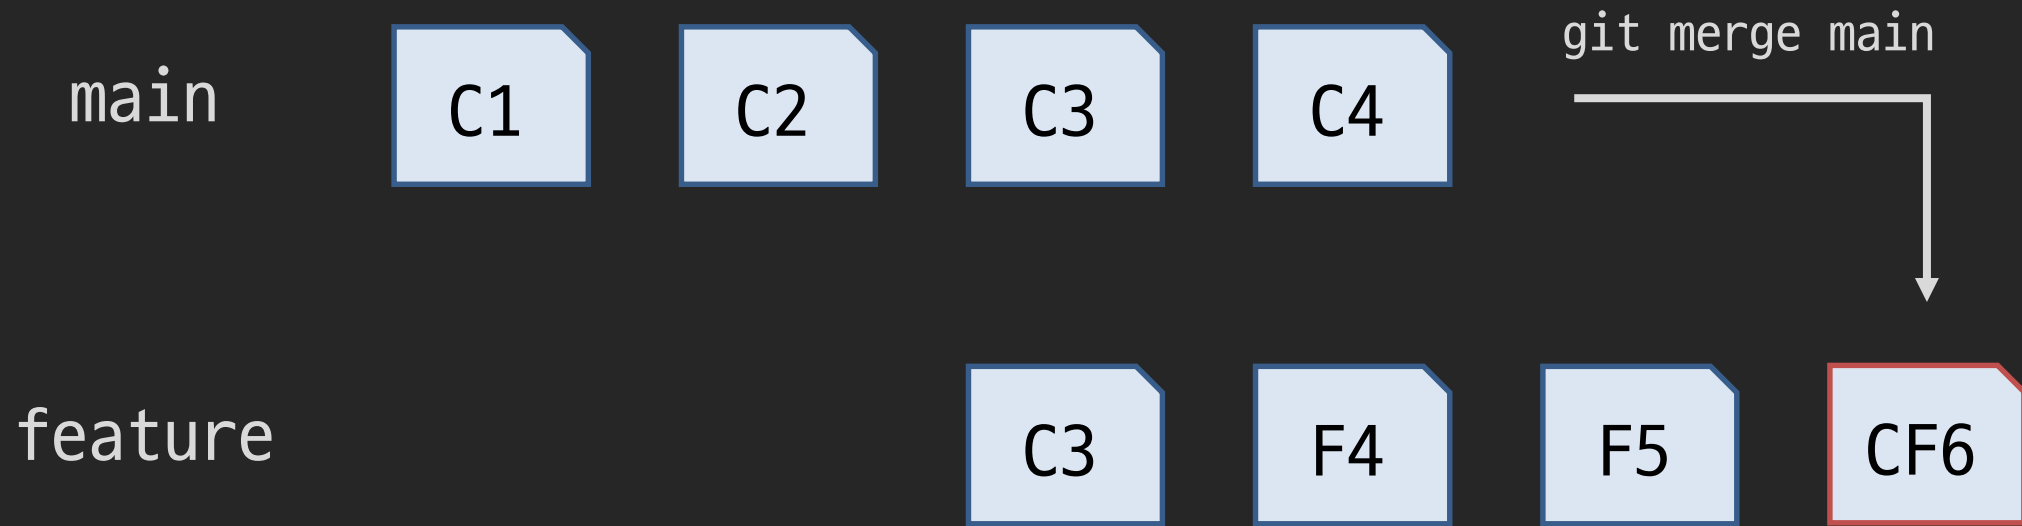 git merge main
main C1 C2 C3 C4
feature C3 F4 F5 CF6